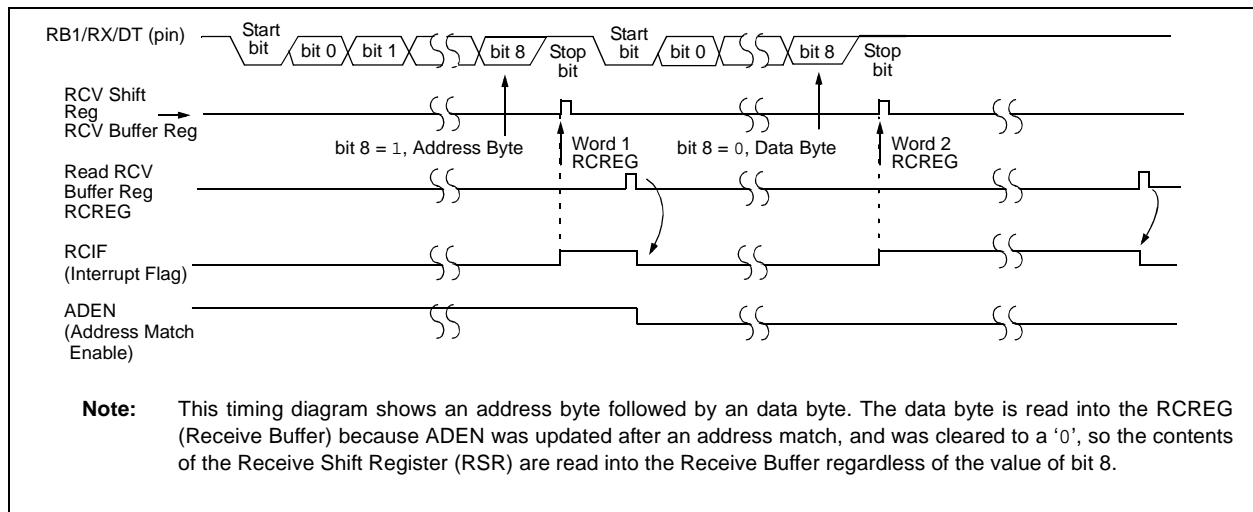 RB1/RX/DT (pin)
Start
bit
bit 0
bit 1
bit 8
Stop
bit
Start
bit
bit 0
bit 8
Stop
bit
RCV Shift
Reg
RCV Buffer Reg
bit 8 = 1, Address Byte
Word 1
RCREG
bit 8 = 0, Data Byte
Word 2
RCREG
Read RCV
Buffer Reg
RCREG
RCIF
(Interrupt Flag)
ADEN
(Address Match
Enable)
Note: This timing diagram shows an address byte followed by an data byte. The data byte is read into the RCREG
(Receive Buffer) because ADEN was updated after an address match, and was cleared to a ‘0’, so the contents
of the Receive Shift Register (RSR) are read into the Receive Buffer regardless of the value of bit 8.